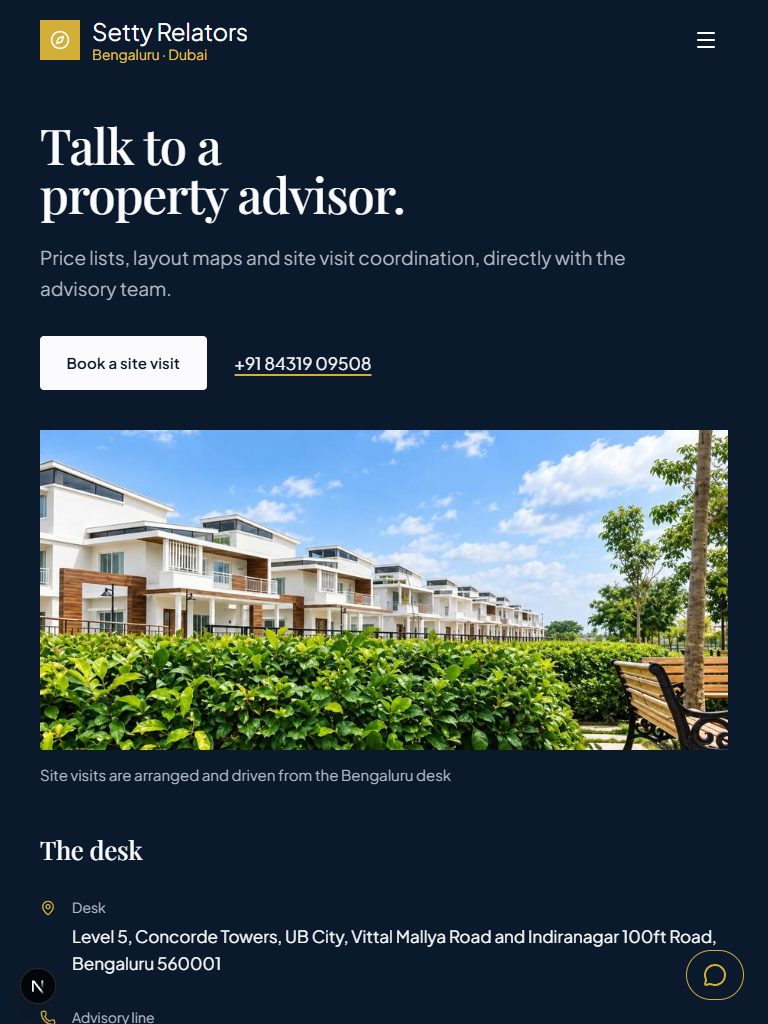 Setty Relators
Bengaluru · Dubai
Talk to a
property advisor.
Price lists, layout maps and site visit coordination, directly with the
advisory team.
Book a site visit
+91 84319 09508
Site visits are arranged and driven from the Bengaluru desk
The desk
Desk
Level 5, Concorde Towers, UB City, Vittal Mallya Road and Indiranagar 100ft Road,
Bengaluru 560001
N
Advisory line